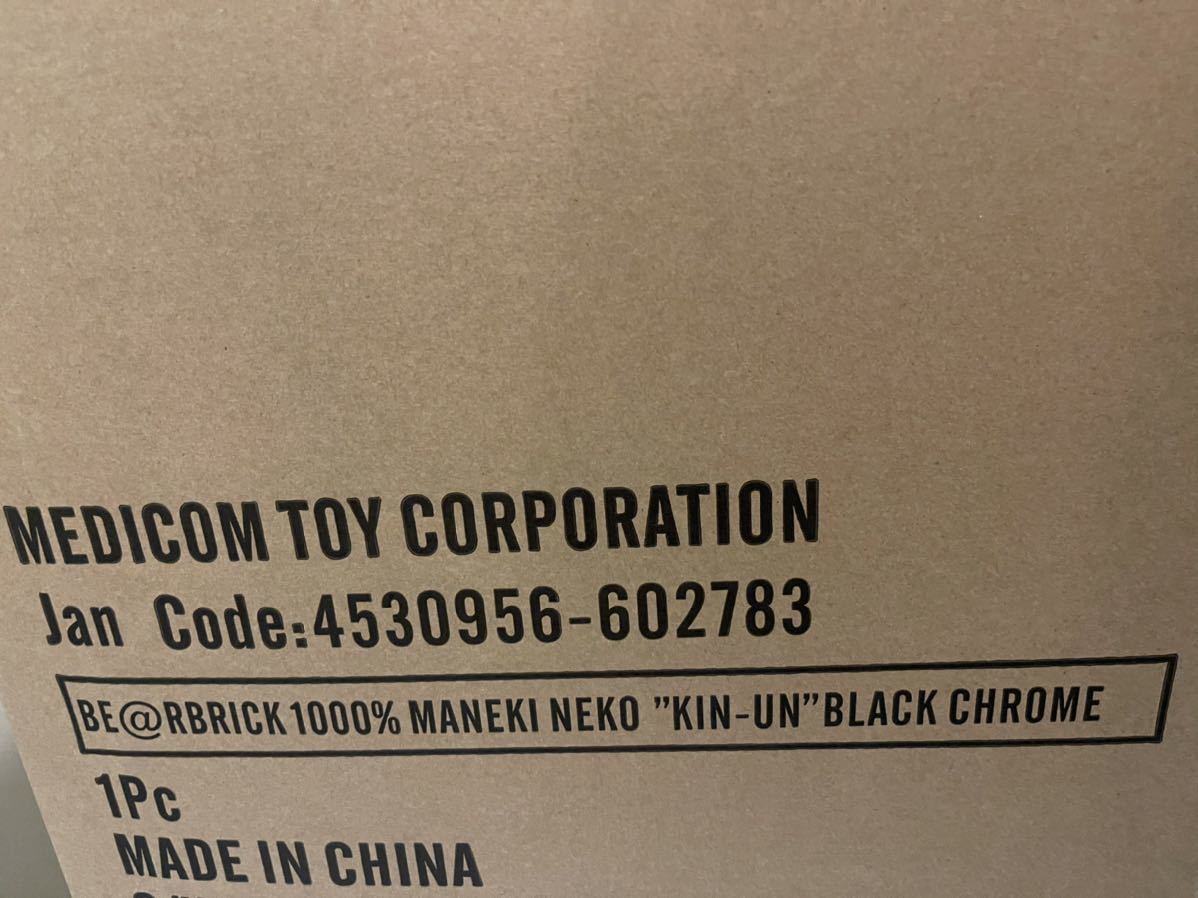 MEDICOM TOY CORPORATION
Jan Code:4530956-602783
BE@RBRICK 1000% MANEKI NEKO "KIN-UN" BLACK CHROME
1Pc
MADE IN CHINA